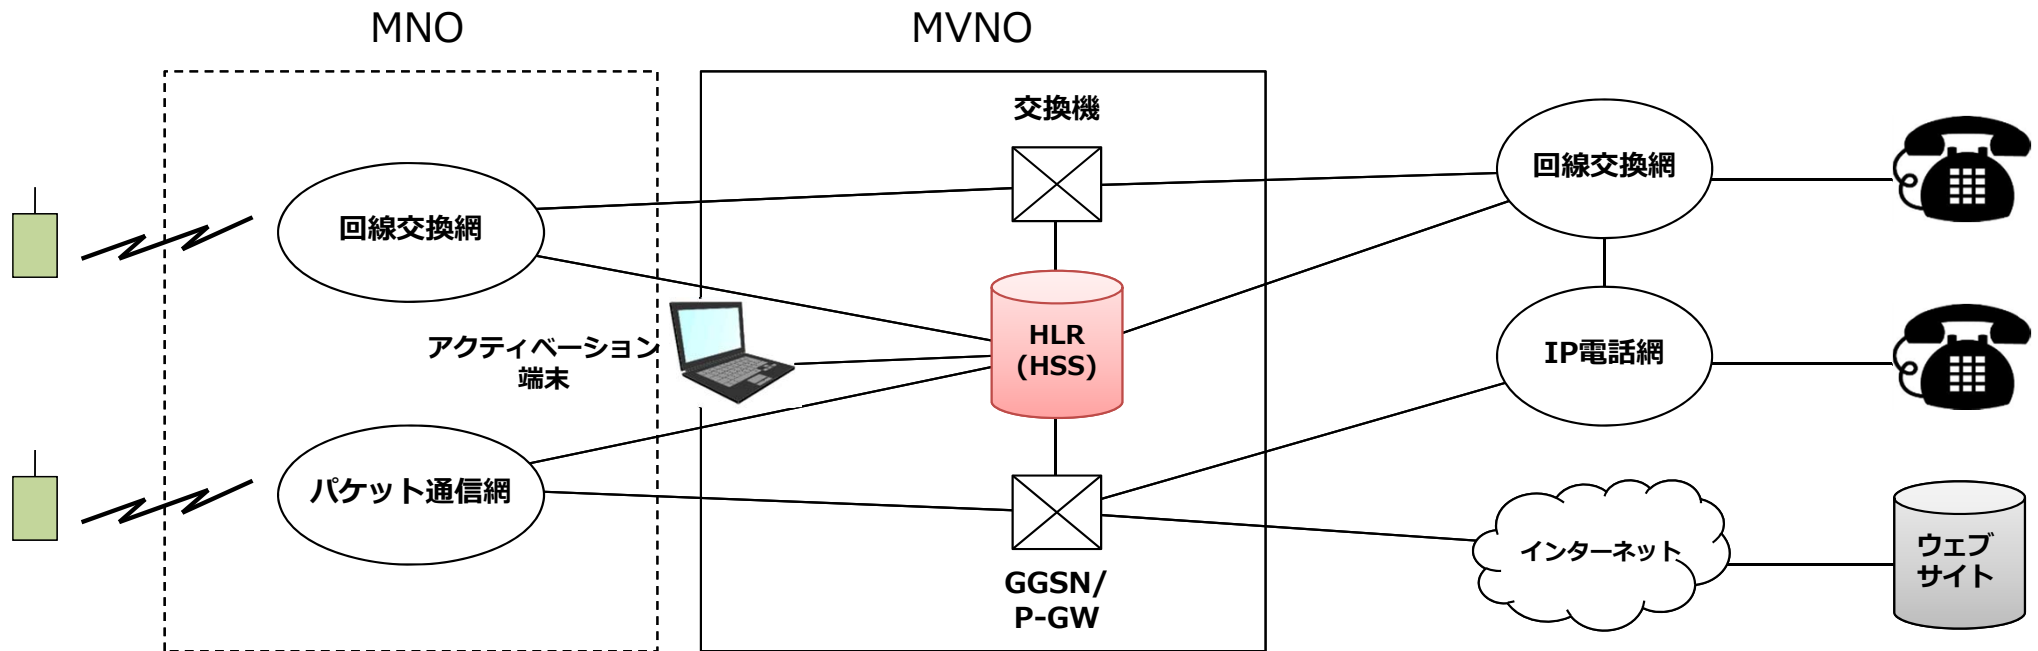 MNO
MVNO
交換機
回線交換網
回線交換網
HLR
(HSS)
アクティベーション
端末
IP電話網
パケット通信網
GGSN/
P-GW
インターネット
ウェブ
サイト